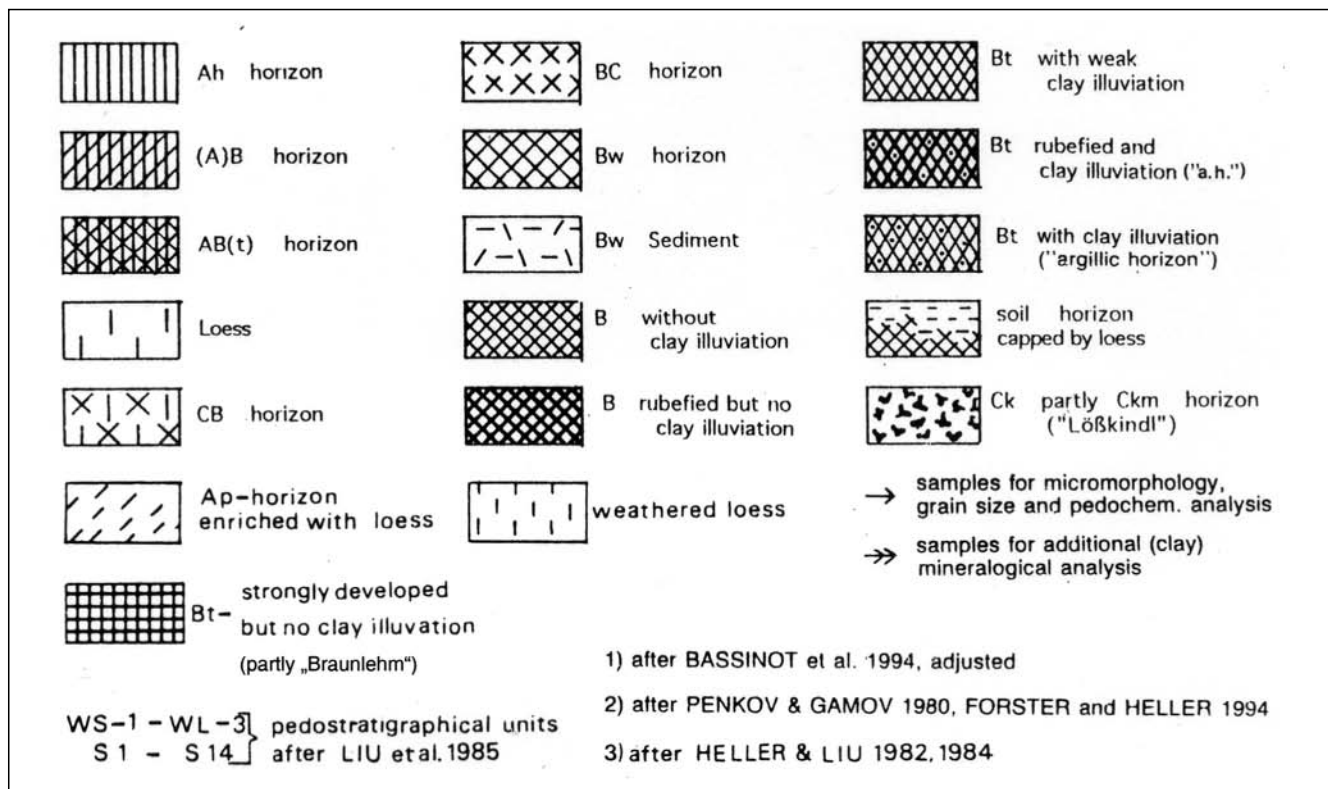 Ah horizon
(A)B horizon
AB(t) horizon
Loess
CB horizon
Ap-horizon
enriched with loess
Bt- strongly developed
but no clay illuvation
(partly „Braunlehm“)
WS-1 - WL-3
S 1 - S 14
pedostratigraphical units
after LIU et al. 1985
BC horizon
Bw horizon
Bw Sediment
B without
clay illuviation
B rubefied but no
clay illuviation
weathered loess
Bt with weak
clay illuviation
Bt rubefied and
clay illuviation ("a.h.")
Bt with clay illuviation
("argillic horizon")
soil horizon
capped by loess
Ck partly Ckm horizon
("Lößkindl")
→ samples for micromorphology,
grain size and pedochem. analysis
↠ samples for additional (clay)
mineralogical analysis
1) after BASSINOT et al. 1994, adjusted
2) after PENKOV & GAMOV 1980, FORSTER and HELLER 1994
3) after HELLER & LIU 1982, 1984